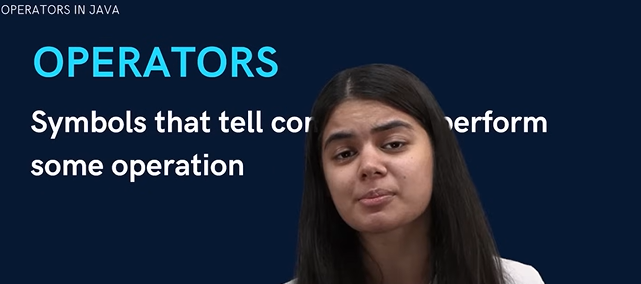 OPERATORS IN JAVA
OPERATORS
Symbols that tell perform
some operation